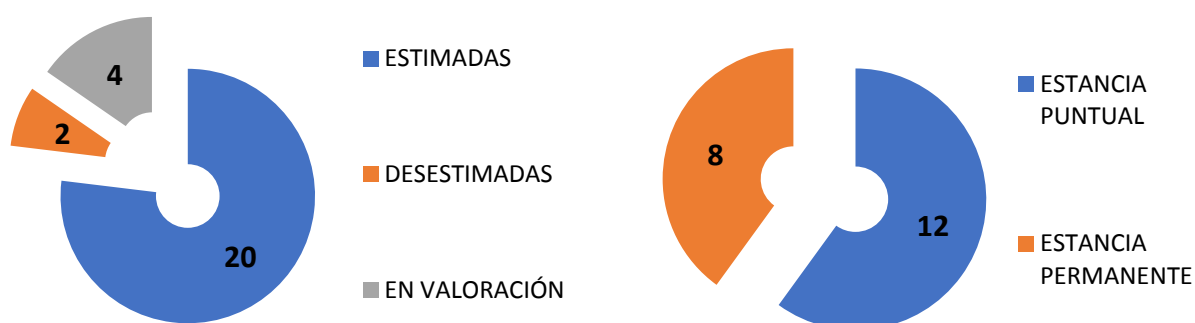 4
2
20
ESTIMADAS
DESESTIMADAS
EN VALORACIÓN
8
12
ESTANCIA
PUNTUAL
ESTANCIA
PERMANENTE